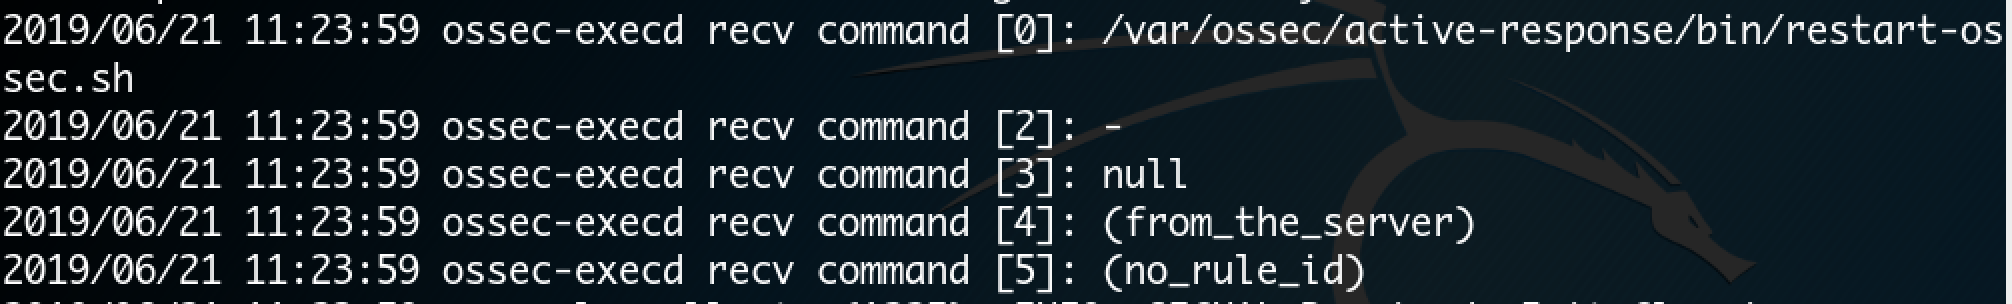 2019/06/21 11:23:59 ossec-execd recv command [0]: /var/ossec/active-response/bin/restart-os
sec.sh
2019/06/21 11:23:59 ossec-execd recv command [2]: -
2019/06/21 11:23:59 ossec-execd recv command [3]: null
2019/06/21 11:23:59 ossec-execd recv command [4]: (from_the_server)
2019/06/21 11:23:59 ossec-execd recv command [5]: (no_rule_id)